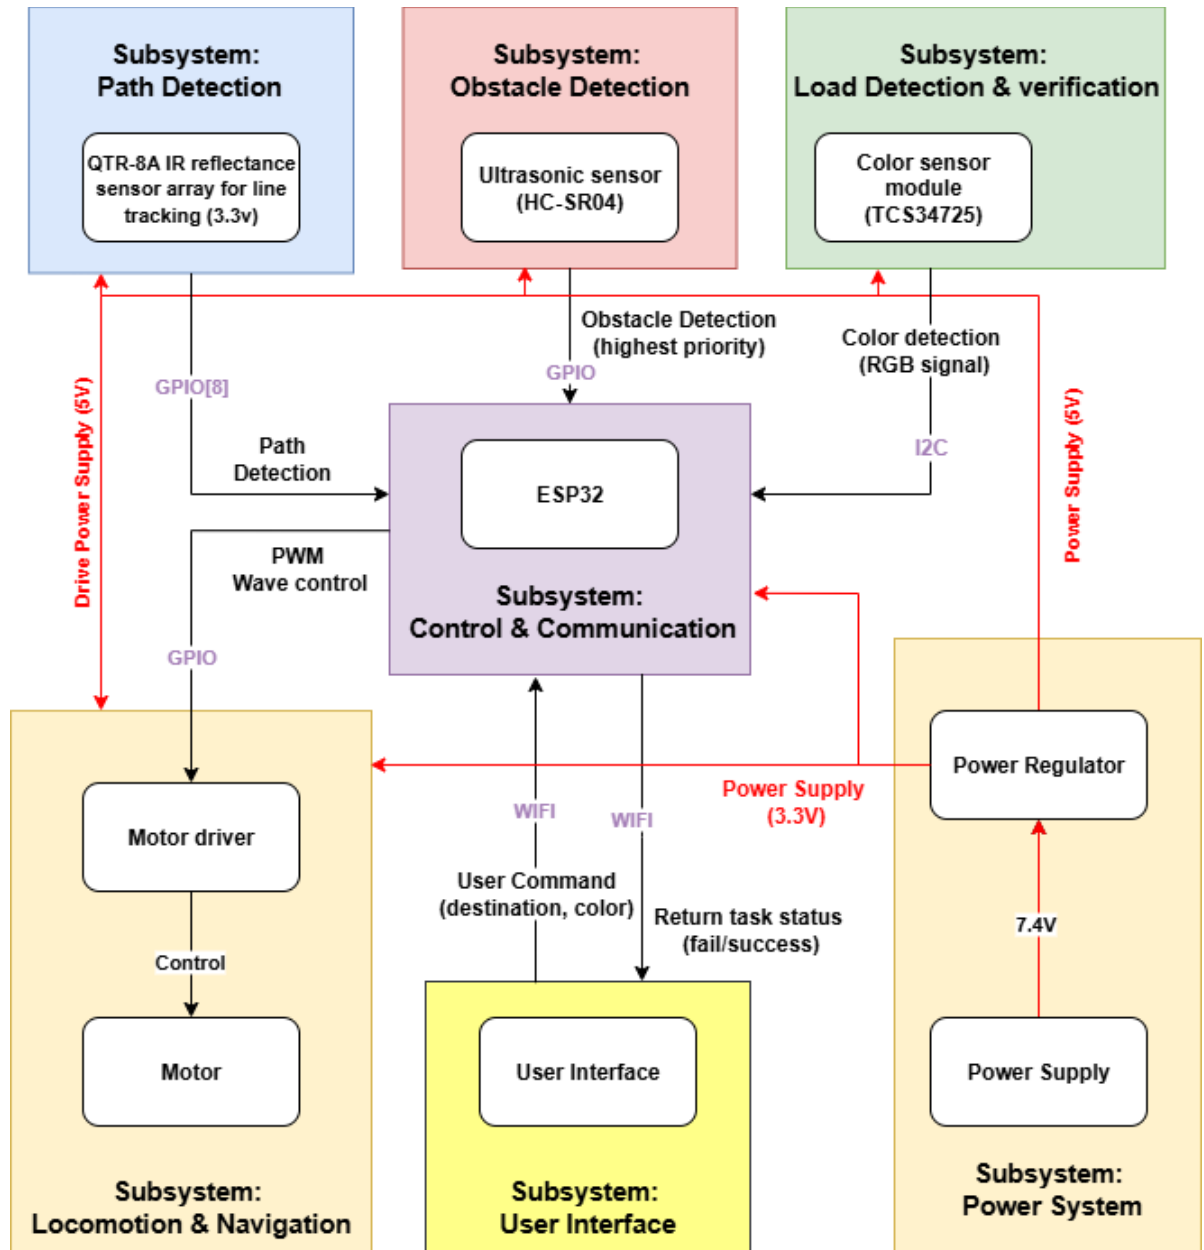 Subsystem:
Path Detection
QTR-8A IR reflectance
sensor array for line
tracking (3.3v)
Subsystem:
Obstacle Detection
Ultrasonic sensor
(HC-SR04)
Subsystem:
Load Detection & verification
Color sensor
module
(TCS34725)
Obstacle Detection
(highest priority)
GPIO
Color detection
(RGB signal)
I2C
GPIO[8]
Path
Detection
Drive Power Supply (5V)
Power Supply (5V)
ESP32
Subsystem:
Control & Communication
PWM
Wave control
GPIO
Motor driver
Control
Motor
Subsystem:
Locomotion & Navigation
WIFI
WIFI
User Command
(destination, color)
Return task status
(fail/success)
User Interface
Subsystem:
User Interface
Power Supply
(3.3V)
Power Regulator
7.4V
Power Supply
Subsystem:
Power System